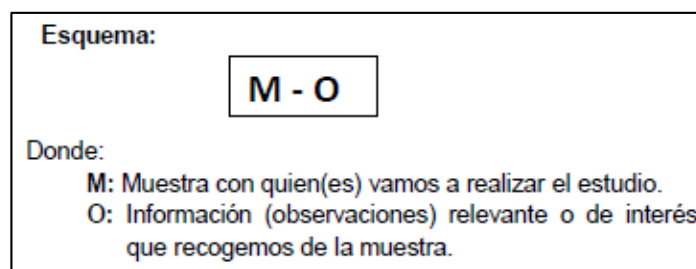 Esquema:
M - O
Donde:
M: Muestra con quien(es) vamos a realizar el estudio.
O: Información (observaciones) relevante o de interés
que recogemos de la muestra.